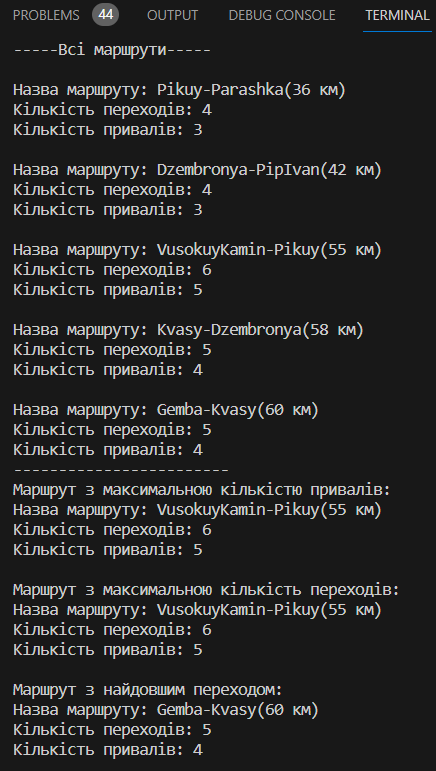 PROBLEMS 44 OUTPUT DEBUG CONSOLE TERMINAL
-----Всі маршрути-----
Назва маршруту: Pikuy-Parashka(36 км)
Кількість переходів: 4
Кількість привалів: 3
Назва маршруту: Dzembronya-PipIvan(42 км)
Кількість переходів: 4
Кількість привалів: 3
Назва маршруту: VusokuyKamin-Pikuy(55 км)
Кількість переходів: 6
Кількість привалів: 5
Назва маршруту: Kvasy-Dzembronya(58 км)
Кількість переходів: 5
Кількість привалів: 4
Назва маршруту: Gemba-Kvasy(60 км)
Кількість переходів: 5
Кількість привалів: 4
------------------------
Маршрут з максимальною кількістю привалів:
Назва маршруту: VusokuyKamin-Pikuy(55 км)
Кількість переходів: 6
Кількість привалів: 5
Маршрут з максимальною кількість переходів:
Назва маршруту: VusokuyKamin-Pikuy(55 км)
Кількість переходів: 6
Кількість привалів: 5
Маршрут з найдовшим переходом:
Назва маршруту: Gemba-Kvasy(60 км)
Кількість переходів: 5
Кількість привалів: 4